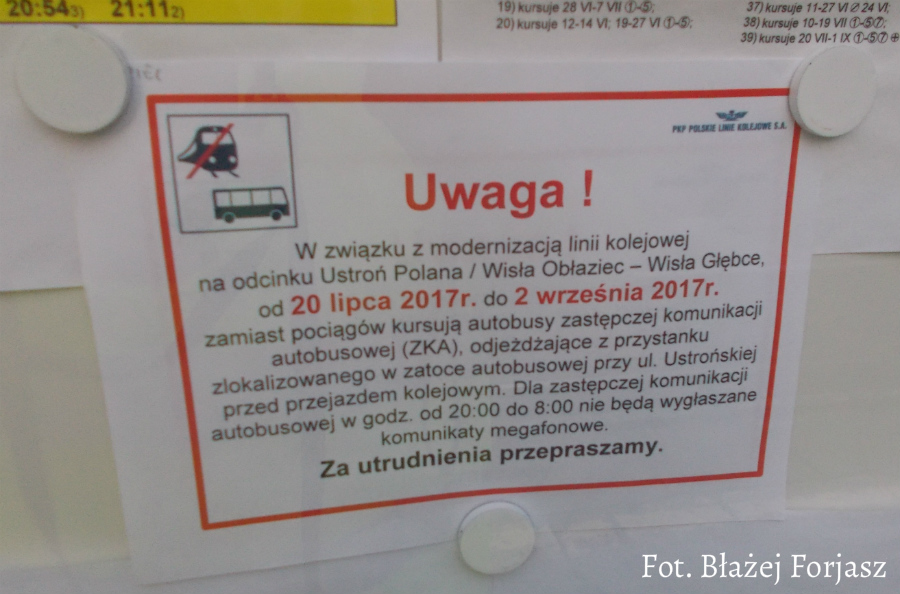 20:54 3) 21:11 2)
19) kursuje 28 VI-7 VII ①-⑤;
20) kursuje 12-14 VI; 19-27 VI ①-⑤;
37) kursuje 11-27 VI ∅ 24 VI;
38) kursuje 10-19 VII ①-⑤⑦;
39) kursuje 20 VII-1 IX ①-⑤⑦ ⊕
PKP POLSKIE LINIE KOLEJOWE S.A.
Uwaga !
W związku z modernizacją linii kolejowej
na odcinku Ustroń Polana / Wisła Obłaziec – Wisła Głębce,
od 20 lipca 2017r. do 2 września 2017r.
zamiast pociągów kursują autobusy zastępczej komunikacji
autobusowej (ZKA), odjeżdżające z przystanku
zlokalizowanego w zatoce autobusowej przy ul. Ustrońskiej
przed przejazdem kolejowym. Dla zastępczej komunikacji
autobusowej w godz. od 20:00 do 8:00 nie będą wygłaszane
komunikaty megafonowe.
Za utrudnienia przepraszamy.
Fot. Błażej Forjasz